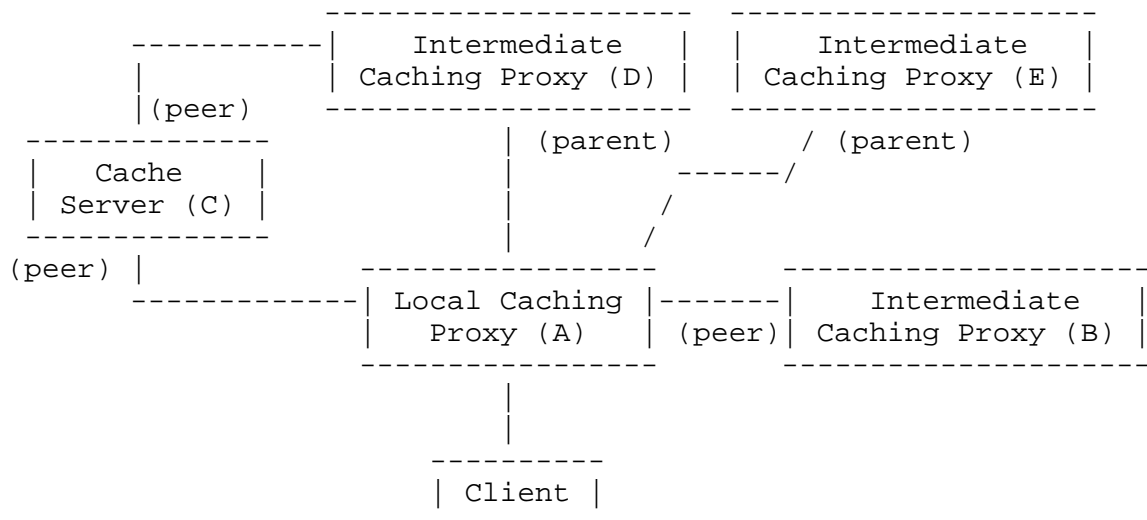 Intermediate Intermediate
Caching Proxy (D) Caching Proxy (E)
(peer)
(parent) (parent)
Cache
Server (C)
(peer)
Local Caching Intermediate
Proxy (A) (peer) Caching Proxy (B)
Client